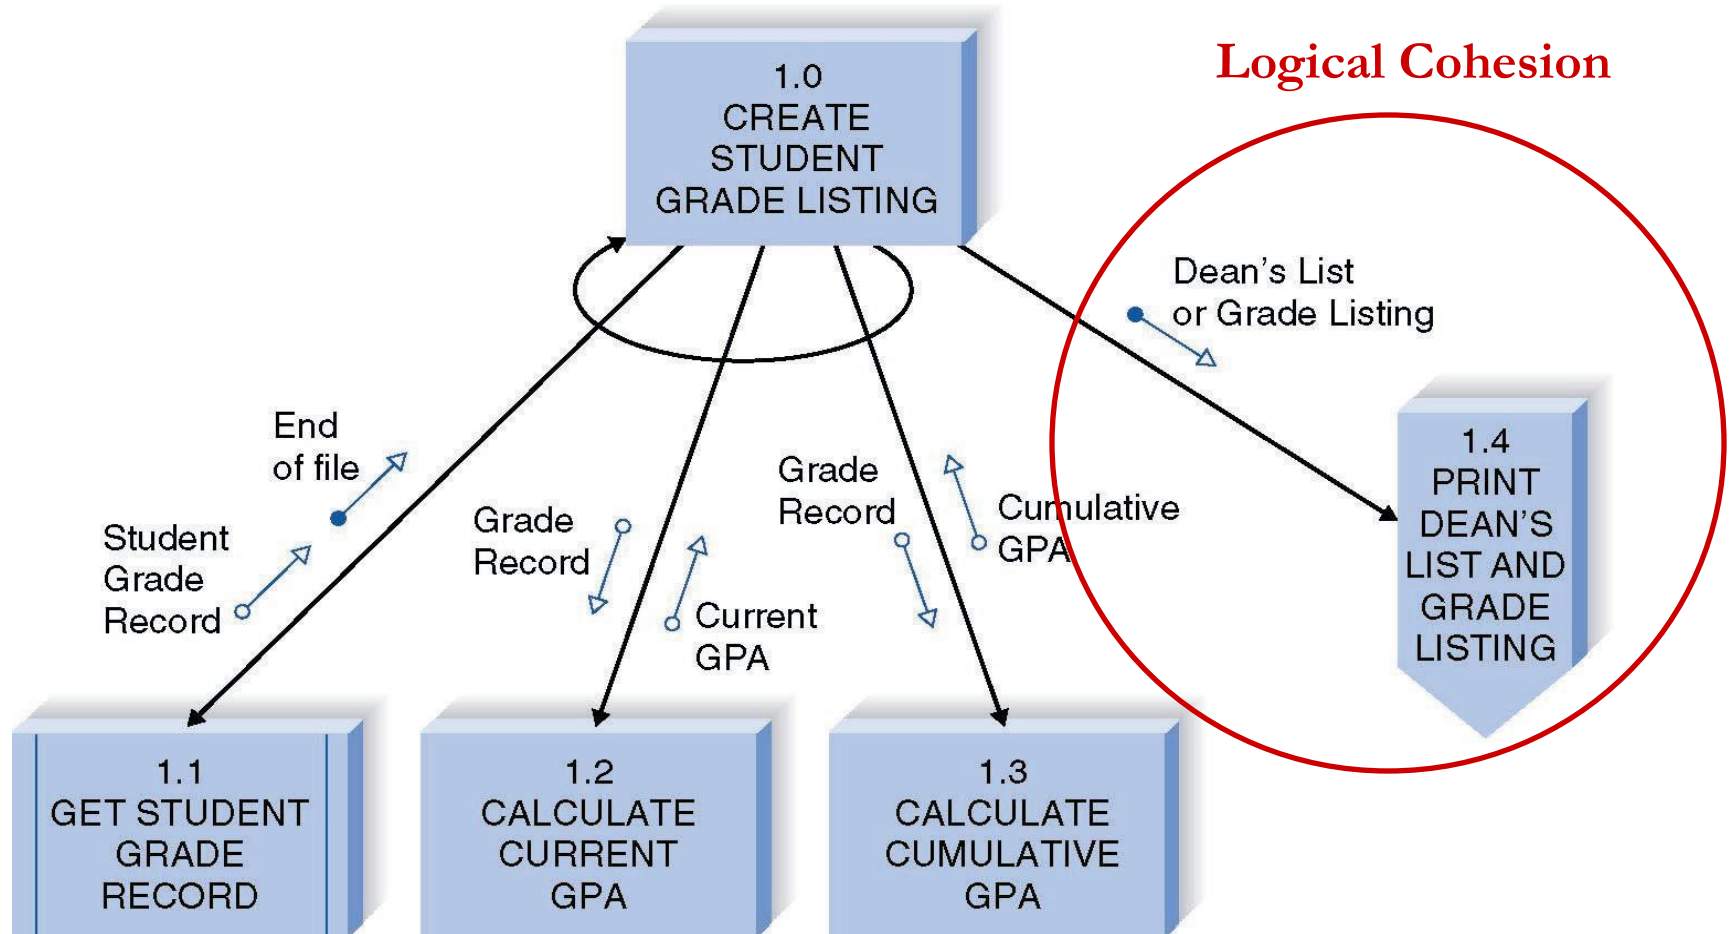 Logical Cohesion
1.0
CREATE
STUDENT
GRADE LISTING
Dean's List
or Grade Listing
End
of file
Student
Grade
Record
Grade
Record
Current
GPA
Grade
Record
Cumulative
GPA
1.4
PRINT
DEAN'S
LIST AND
GRADE
LISTING
1.1
GET STUDENT
GRADE
RECORD
1.2
CALCULATE
CURRENT
GPA
1.3
CALCULATE
CUMULATIVE
GPA